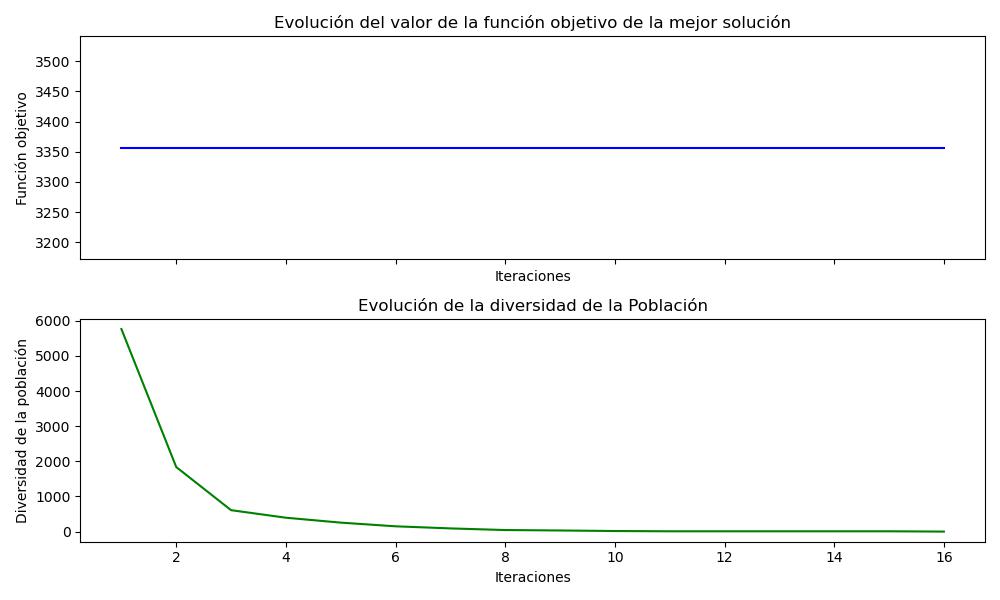 Evolución del valor de la función objetivo de la mejor solución
3500
3450
3400
3350
3300
3250
3200
Función objetivo
Iteraciones
Evolución de la diversidad de la Población
6000
5000
4000
3000
2000
1000
0
Diversidad de la población
2 4 6 8 10 12 14 16
Iteraciones